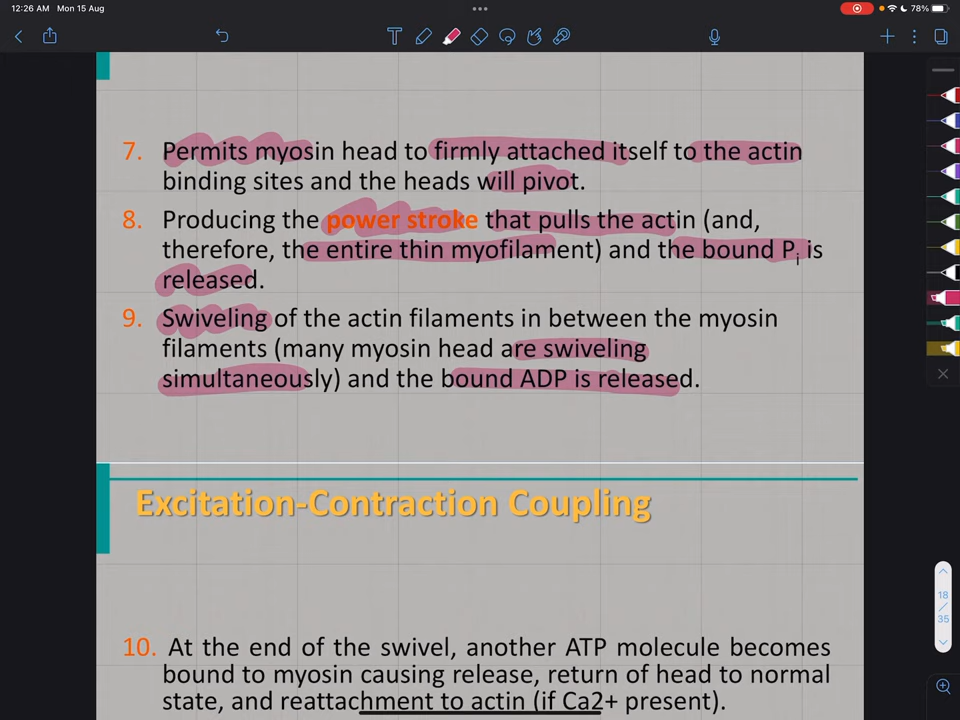 12:26 AM Mon 15 Aug
78%
7. Permits myosin head to firmly attached itself to the actin
binding sites and the heads will pivot.
8. Producing the power stroke that pulls the actin (and,
therefore, the entire thin myofilament) and the bound Pi is
released.
9. Swiveling of the actin filaments in between the myosin
filaments (many myosin head are swiveling
simultaneously) and the bound ADP is released.
Excitation-Contraction Coupling
18
/
35
10. At the end of the swivel, another ATP molecule becomes
bound to myosin causing release, return of head to normal
state, and reattachment to actin (if Ca2+ present).